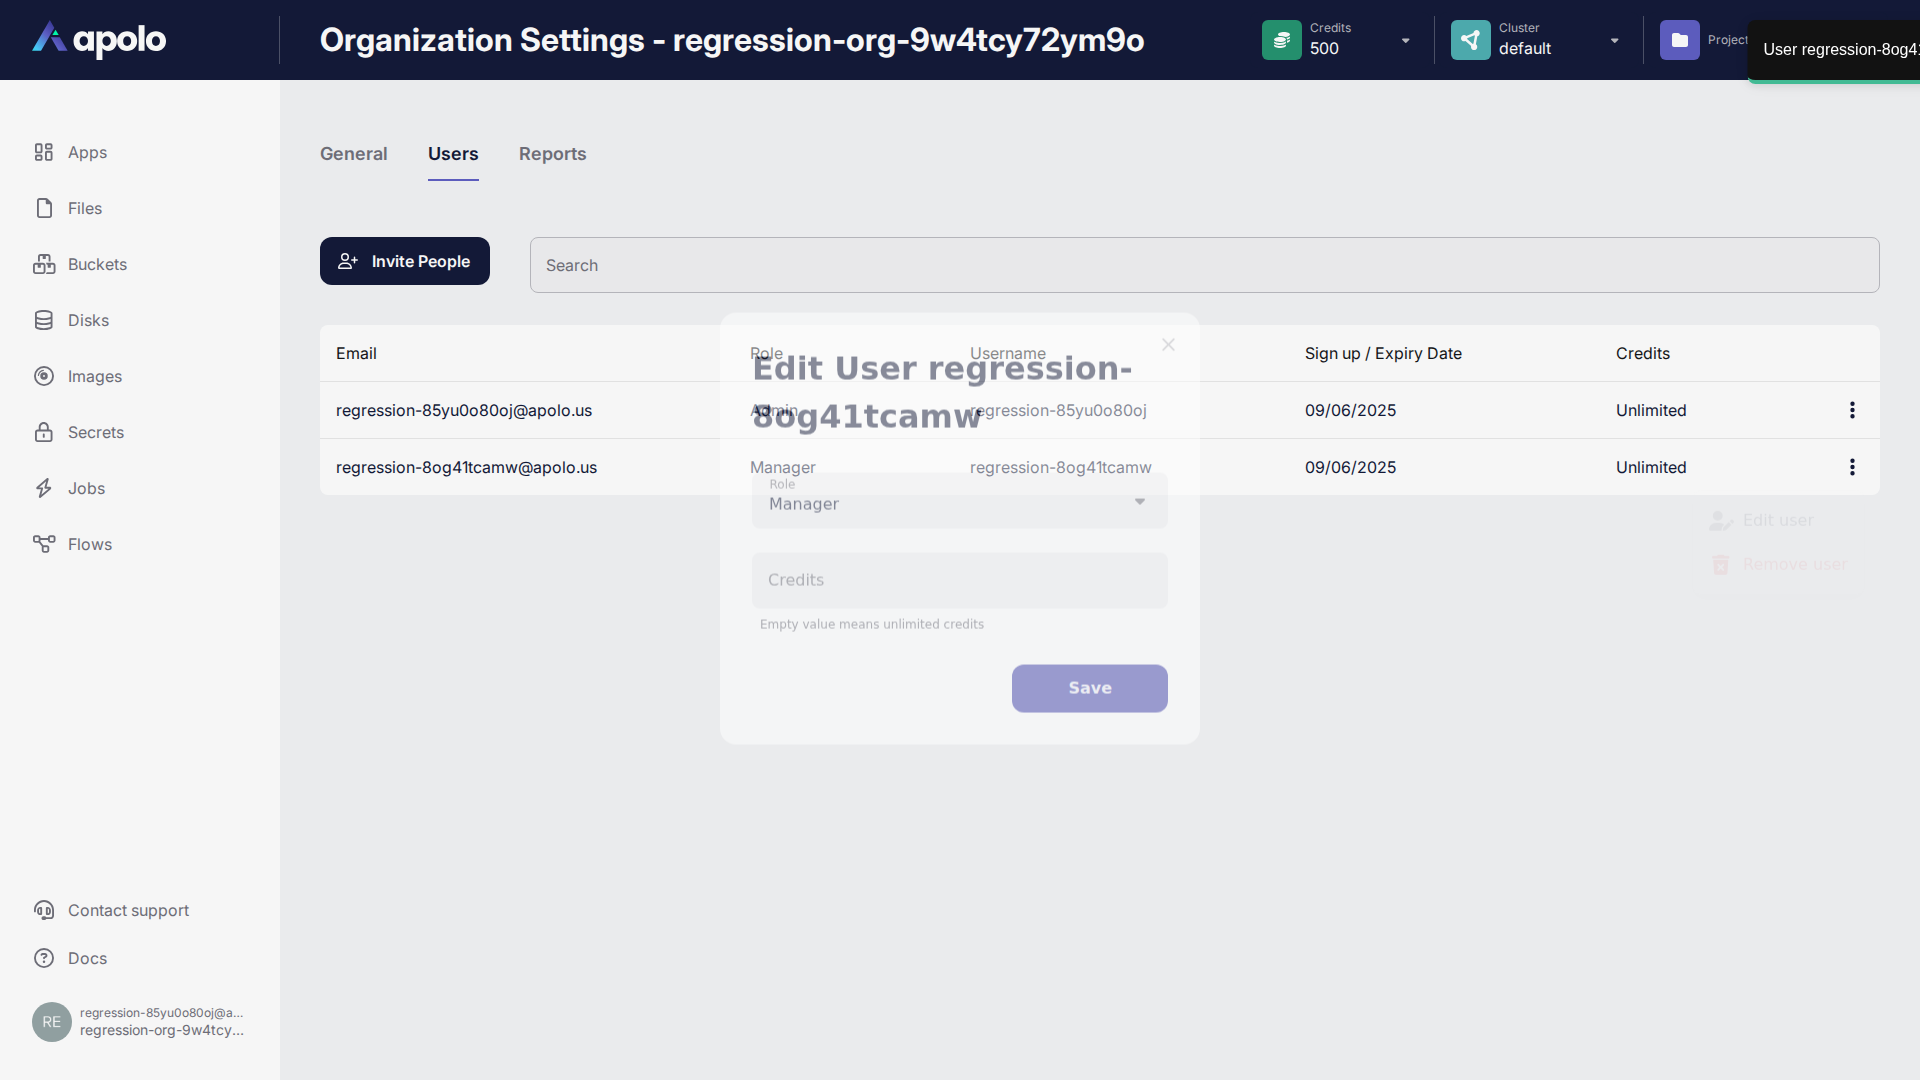 apolo
Organization Settings - regression-org-9w4tcy72ym9o
Credits
500
Cluster
default
Project
User regression-8og41
Apps
Files
Buckets
Disks
Images
Secrets
Jobs
Flows
General
Users
Reports
Invite People
Search
Email
Role
Username
Sign up / Expiry Date
Credits
regression-85yu0o80oj@apolo.us
Admin
regression-85yu0o80oj
09/06/2025
Unlimited
regression-8og41tcamw@apolo.us
Manager
regression-8og41tcamw
09/06/2025
Unlimited
Edit User regression-
8og41tcamw
Role
Manager
Credits
Empty value means unlimited credits
Save
Edit user
Remove user
Contact support
Docs
RE
regression-85yu0o80oj@a...
regression-org-9w4tcy...